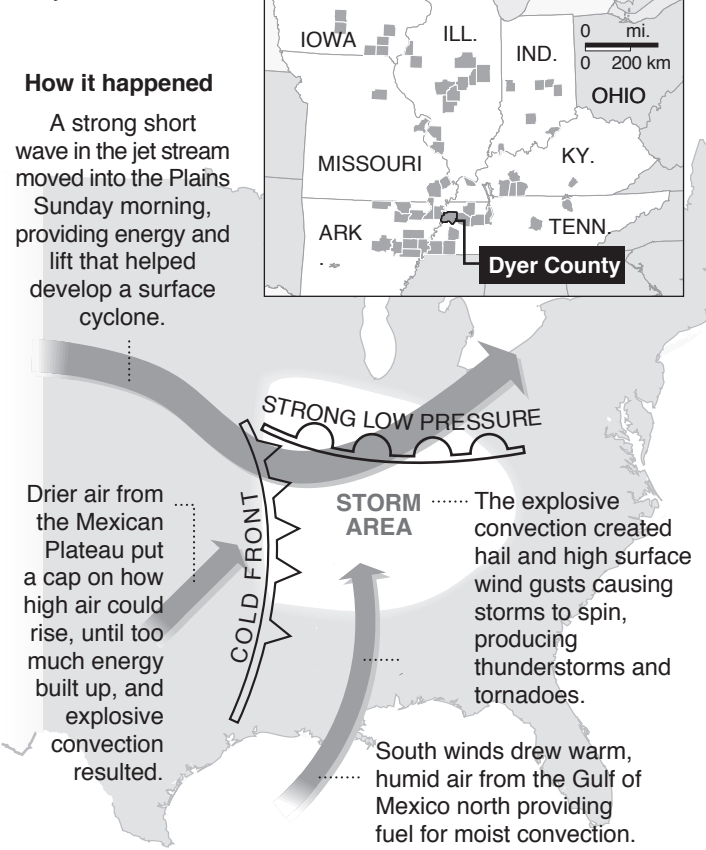 IOWA
ILL.
IND.
0 mi.
0 200 km
OHIO
MISSOURI
KY.
ARK
.
TENN.
Dyer County
How it happened
A strong short
wave in the jet stream
moved into the Plains
Sunday morning,
providing energy and
lift that helped
develop a surface
cyclone.
STRONG LOW PRESSURE
COLD FRONT
STORM
AREA
Drier air from
the Mexican
Plateau put
a cap on how
high air could
rise, until too
much energy
built up, and
explosive
convection
resulted.
The explosive
convection created
hail and high surface
wind gusts causing
storms to spin,
producing
thunderstorms and
tornadoes.
South winds drew warm,
humid air from the Gulf of
Mexico north providing
fuel for moist convection.